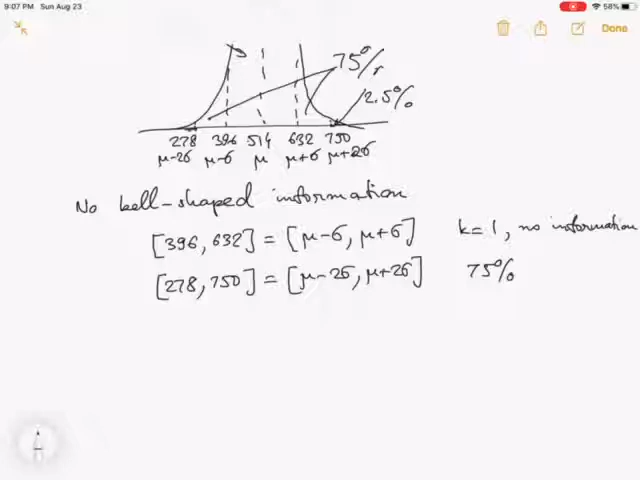 9:07 PM Sun Aug 23
58%
Done
75%
2.5%
278 396 514 632 750
μ-2σ μ-σ μ μ+σ μ+2σ
No bell-shaped information
[396, 632] = [μ-σ, μ+σ] k=1, no information
[278, 750] = [μ-2σ, μ+2σ] 75%